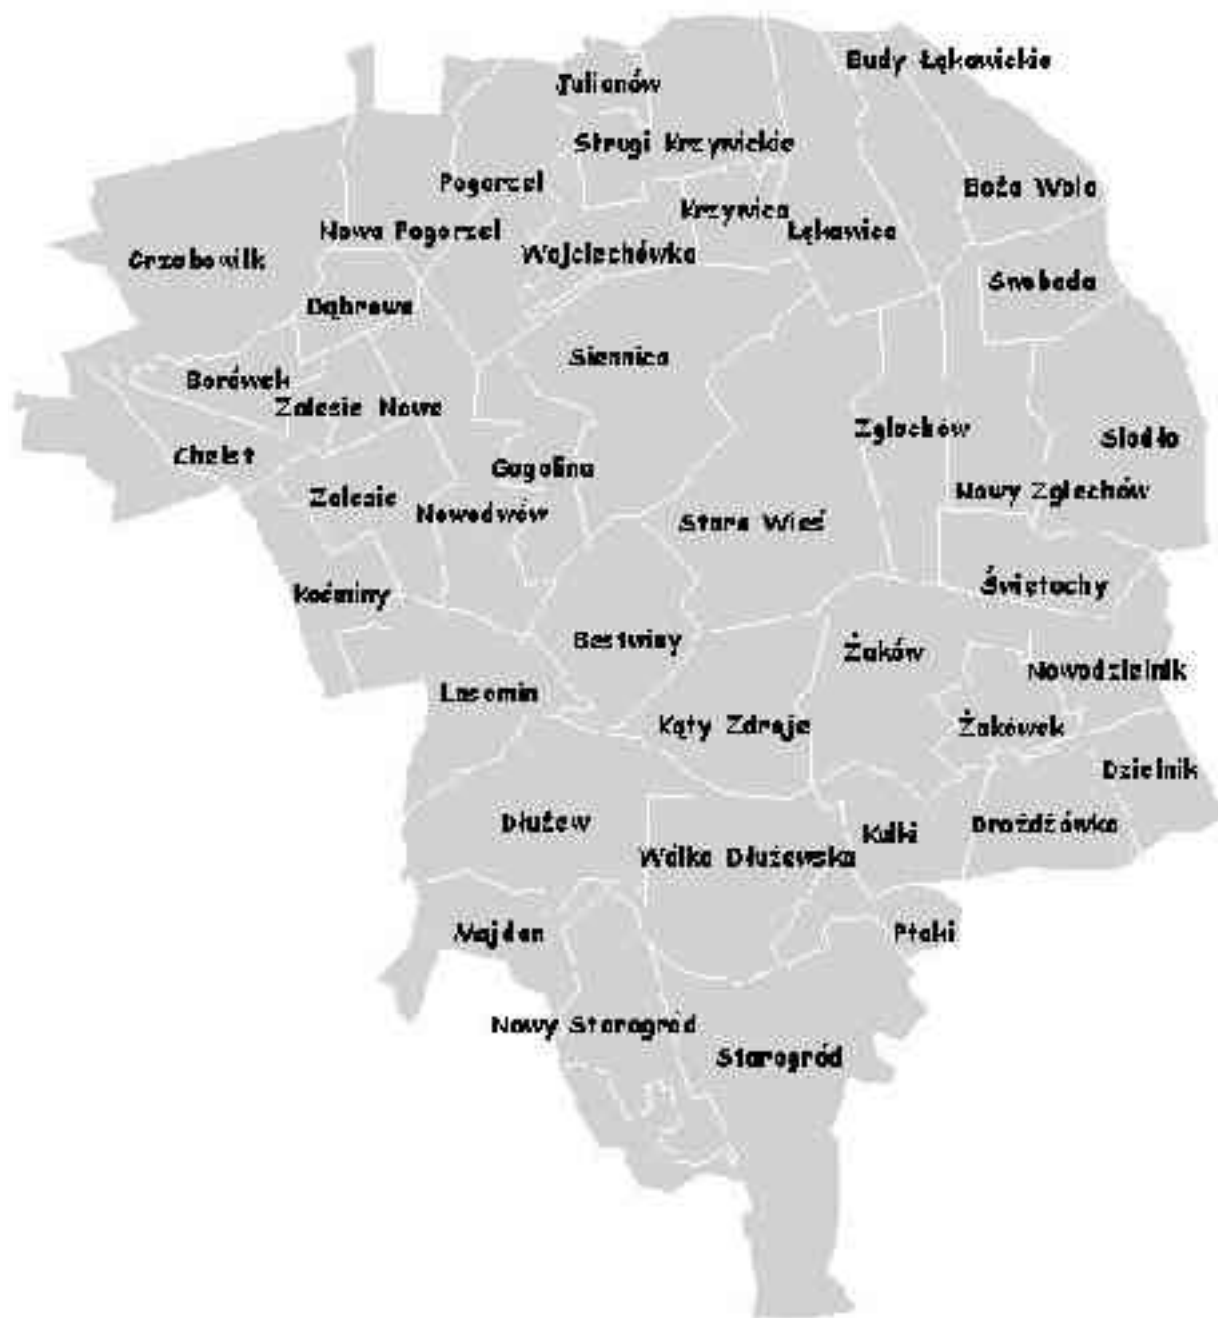 Budy Łękawickie
Julianów
Strugi Krzywickie
Pogorzel
Boża Wola
Krzywica
Nowa Pogorzel
Łękawica
Wojciechówka
Grzebowilk
Swoboda
Dąbrowa
Siennica
Borówek
Zalesie Nowe
Zglechów
Siodło
Chełst
Gągolina
Nowy Zglechów
Zalesie
Nowodwów
Stara Wieś
Świętochy
Kośminy
Bestwiny
Żaków
Nowodzielnik
Lasomin
Kąty Zdroje
Żakówek
Dzielnik
Dłużew
Drożdżówka
Kulki
Wólka Dłużewska
Majdan
Ptaki
Nowy Starogród
Starogród